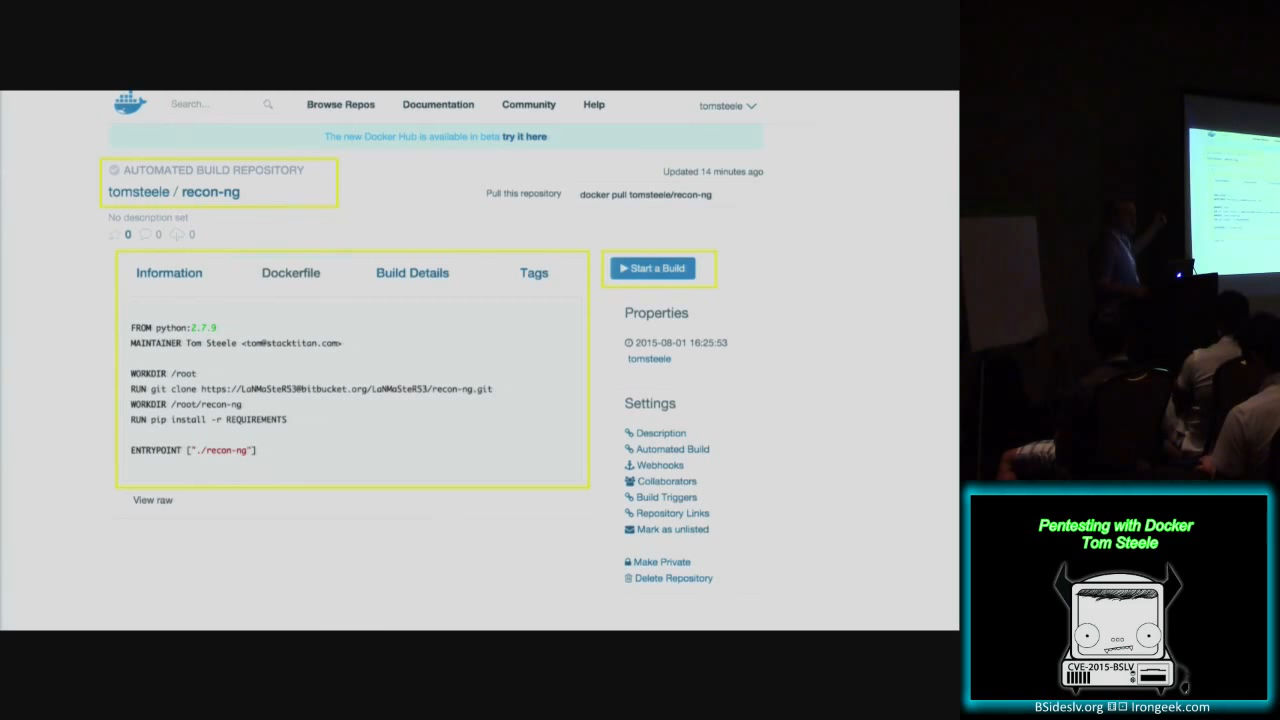 Search...
Browse Repos
Documentation
Community
Help
tomsteele
The new Docker Hub is available in beta try it here
AUTOMATED BUILD REPOSITORY
tomsteele / recon-ng
Updated 14 minutes ago
Pull this repository
docker pull tomsteele/recon-ng
No description set
0 0 0
Information
Dockerfile
Build Details
Tags
Start a Build
FROM python:2.7.9
MAINTAINER Tom Steele <tom@stacktitan.com>
WORKDIR /root
RUN git clone https://LaNMaSteR53@bitbucket.org/LaNMaSteR53/recon-ng.git
WORKDIR /root/recon-ng
RUN pip install -r REQUIREMENTS
ENTRYPOINT ["./recon-ng"]
View raw
Properties
2015-08-01 16:25:53
tomsteele
Settings
Description
Automated Build
Webhooks
Collaborators
Build Triggers
Repository Links
Mark as unlisted
Make Private
Delete Repository
Pentesting with Docker
Tom Steele
CVE-2015-BSLV
BSideslv.org
Irongeek.com